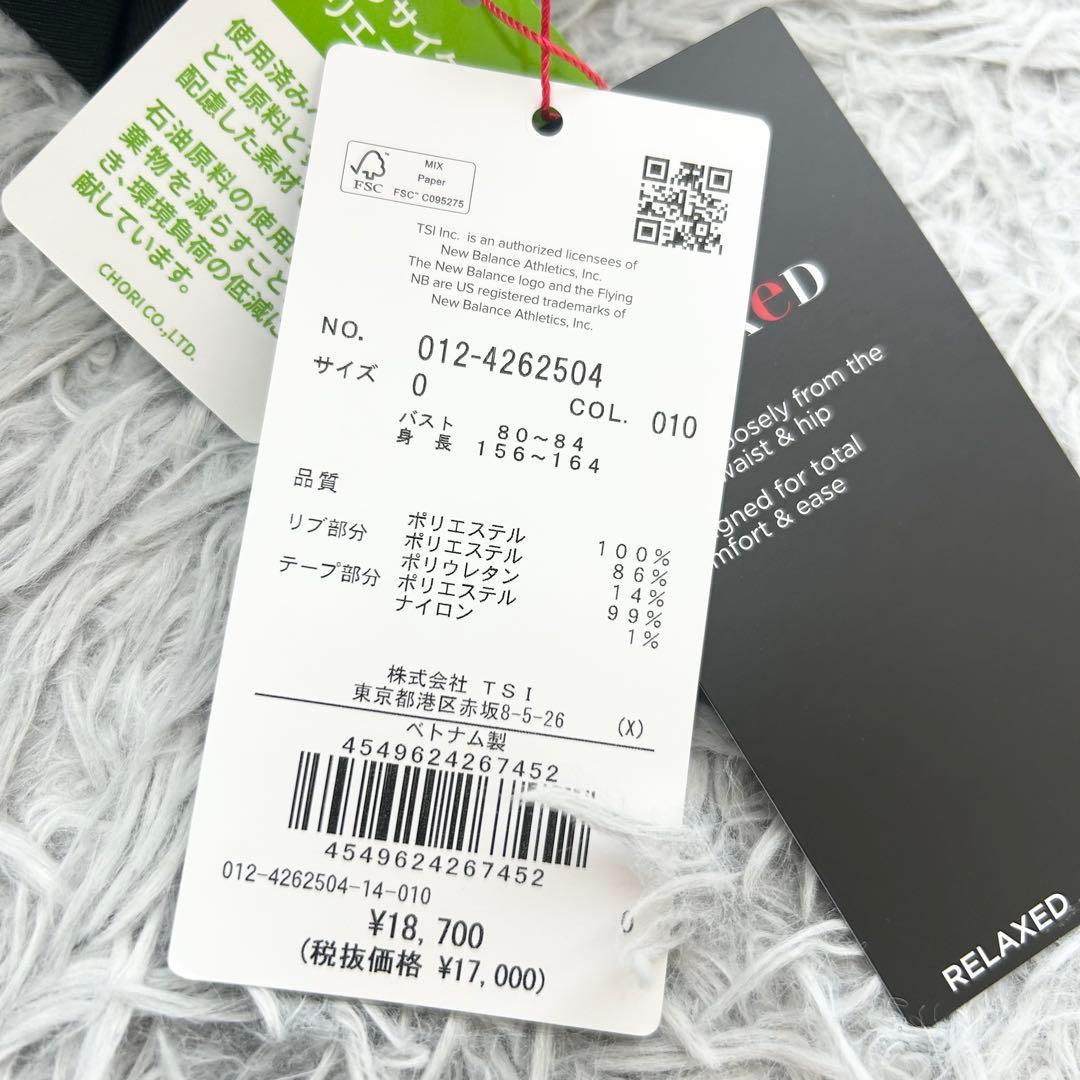 サイ
リエー
使用済み
どを原料と
配慮した素材
石油原料の使用
棄物を減らすこと
き、環境負荷の低減に
献しています。
CHORI CO.,LTD.
FSC
MIX
Paper
FSC™ C095275
TSI Inc. is an authorized licensees of
New Balance Athletics, Inc.
The New Balance logo and the Flying
NB are US registered trademarks of
New Balance Athletics, Inc.
NO. 012-4262504
サイズ 0 COL. 010
バスト 80~84
身長 156~164
品質 ポリエステル 100%
リブ部分 ポリエステル 86%
ポリウレタン 14%
テープ部分 ポリエステル 99%
ナイロン 1%
株式会社 TSI
東京都港区赤坂8-5-26 (X)
ベトナム製
4549624267452
4549624267452
012-4262504-14-010 0
¥18,700
(税抜価格 ¥17,000)
eD
osely from the
waist & hip
gned for total
mfort & ease
RELAXED